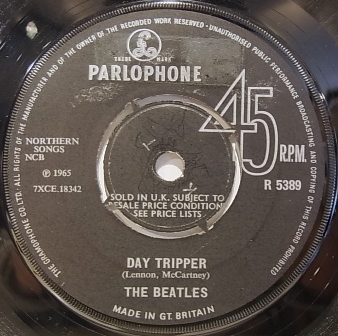 ALL RIGHTS OF THE MANUFACTURER AND OF THE OWNER OF THE RECORDED WORK RESERVED · UNAUTHORISED PUBLIC PERFORMANCE BROADCASTING AND COPYING OF THIS RECORD PROHIBITED
THE GRAMOPHONE CO. LTD.
TRADE MARK
PARLOPHONE
45
R.P.M.
R 5389
NORTHERN
SONGS
NCB
℗ 1965
7XCE.18342
SOLD IN U.K. SUBJECT TO
RESALE PRICE CONDITIONS
SEE PRICE LISTS
DAY TRIPPER
(Lennon, McCartney)
THE BEATLES
MADE IN GT. BRITAIN